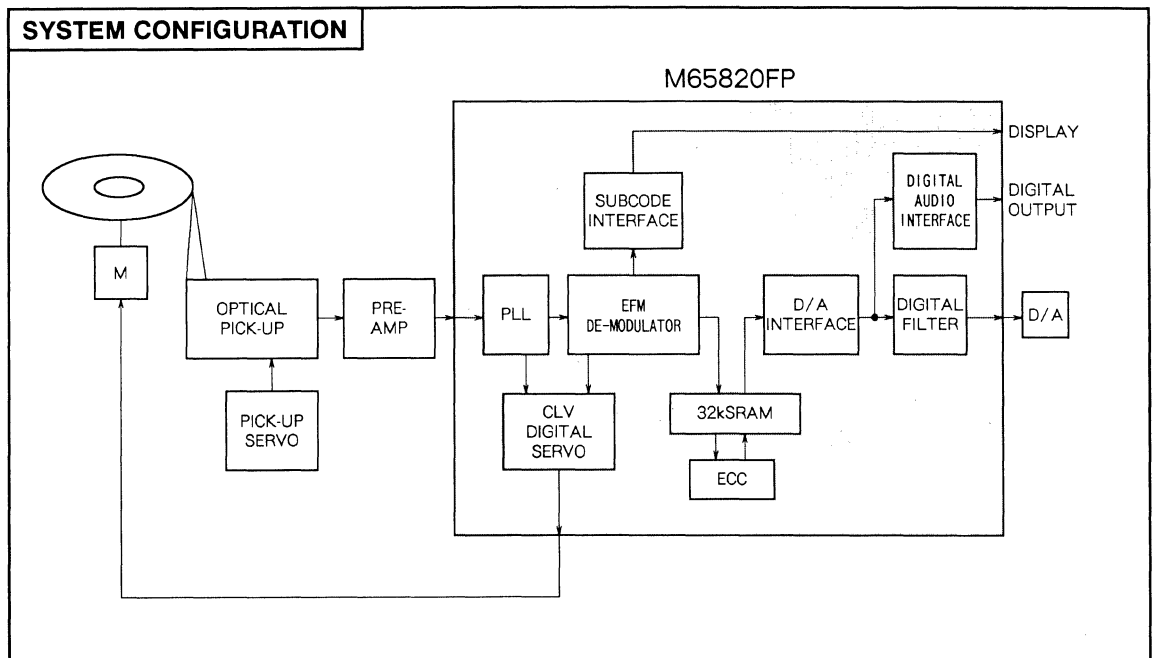 SYSTEM CONFIGURATION
M65820FP
DISPLAY
SUBCODE
INTERFACE
DIGITAL
AUDIO
INTERFACE
DIGITAL
OUTPUT
M
OPTICAL
PICK-UP
PRE-
AMP
PLL
EFM
DE-MODULATOR
D/A
INTERFACE
DIGITAL
FILTER
D/A
PICK-UP
SERVO
CLV
DIGITAL
SERVO
32kSRAM
ECC